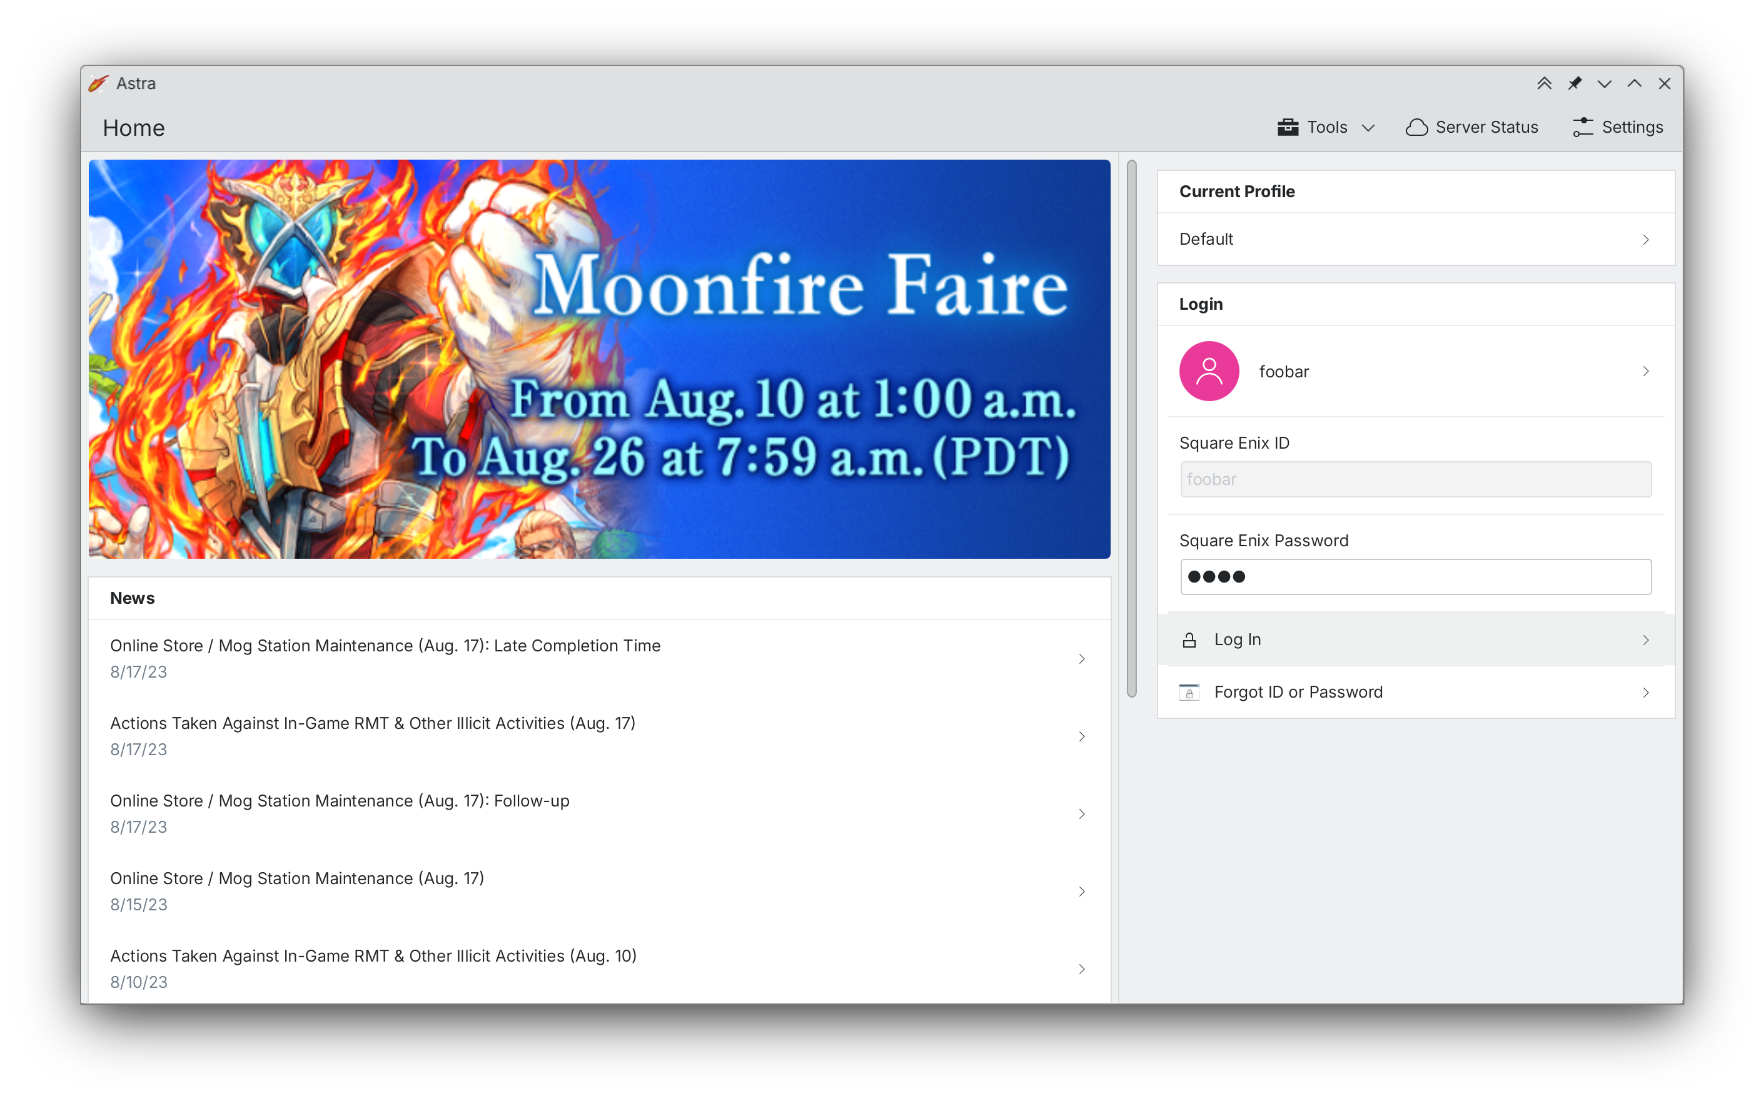 Astra
Home
Tools
Server Status
Settings
Moonfire Faire
From Aug. 10 at 1:00 a.m.
To Aug. 26 at 7:59 a.m. (PDT)
News
Online Store / Mog Station Maintenance (Aug. 17): Late Completion Time
8/17/23
Actions Taken Against In-Game RMT & Other Illicit Activities (Aug. 17)
8/17/23
Online Store / Mog Station Maintenance (Aug. 17): Follow-up
8/17/23
Online Store / Mog Station Maintenance (Aug. 17)
8/15/23
Actions Taken Against In-Game RMT & Other Illicit Activities (Aug. 10)
8/10/23
Current Profile
Default
Login
foobar
Square Enix ID
foobar
Square Enix Password
●●●●
Log In
Forgot ID or Password